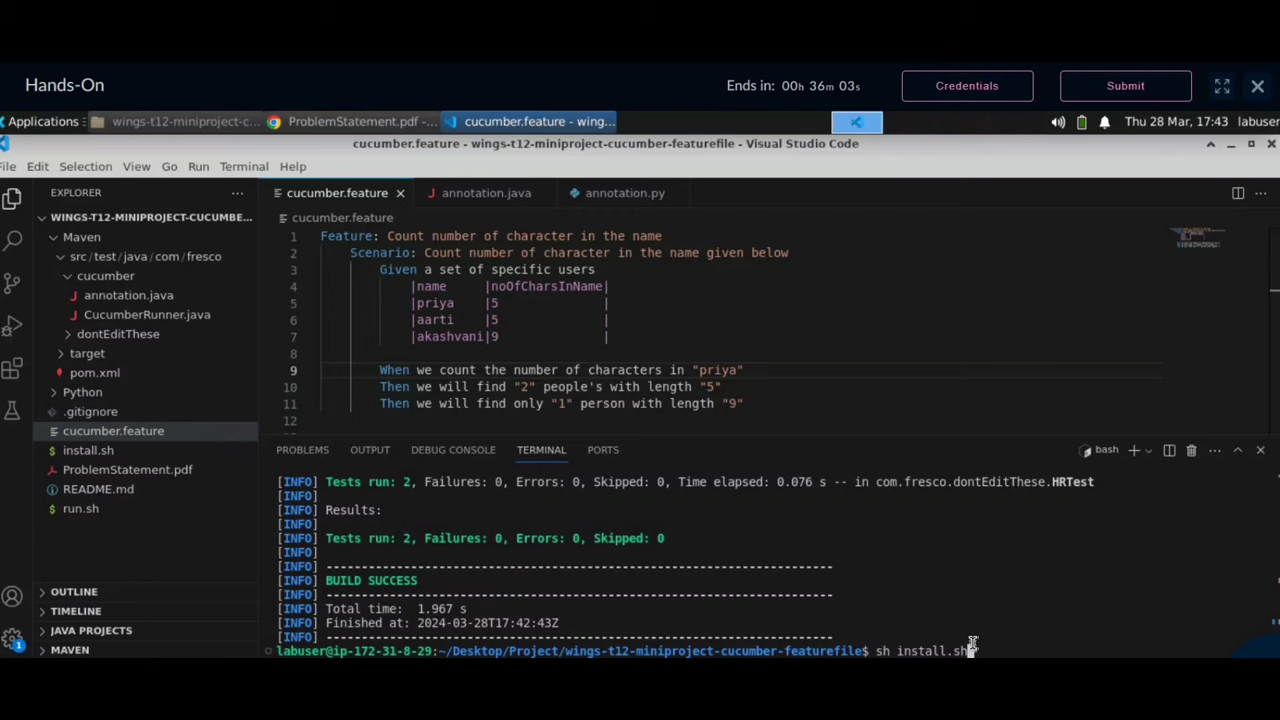 Hands-On
Ends in: 00h 36m 03s
Credentials
Submit
Applications
wings-t12-miniproject-c...
ProblemStatement.pdf -...
cucumber.feature - wing...
Thu 28 Mar, 17:43
labuser
cucumber.feature - wings-t12-miniproject-cucumber-featurefile - Visual Studio Code
File Edit Selection View Go Run Terminal Help
EXPLORER
WINGS-T12-MINIPROJECT-CUCUMBE...
Maven
src/test/java/com/fresco
cucumber
annotation.java
CucumberRunner.java
dontEditThese
target
pom.xml
Python
.gitignore
cucumber.feature
install.sh
ProblemStatement.pdf
README.md
run.sh
OUTLINE
TIMELINE
JAVA PROJECTS
MAVEN
1
cucumber.feature
annotation.java
annotation.py
cucumber.feature
1 Feature: Count number of character in the name
2 Scenario: Count number of character in the name given below
3 Given a set of specific users
4 |name |noOfCharsInName|
5 |priya |5 |
6 |aarti |5 |
7 |akashvani|9 |
8
9 When we count the number of characters in "priya"
10 Then we will find "2" people's with length "5"
11 Then we will find only "1" person with length "9"
12
PROBLEMS OUTPUT DEBUG CONSOLE TERMINAL PORTS
bash
[INFO] Tests run: 2, Failures: 0, Errors: 0, Skipped: 0, Time elapsed: 0.076 s -- in com.fresco.dontEditThese.HRTest
[INFO]
[INFO] Results:
[INFO]
[INFO] Tests run: 2, Failures: 0, Errors: 0, Skipped: 0
[INFO]
[INFO] ------------------------------------------------------------------------
[INFO] BUILD SUCCESS
[INFO] ------------------------------------------------------------------------
[INFO] Total time: 1.967 s
[INFO] Finished at: 2024-03-28T17:42:43Z
[INFO] ------------------------------------------------------------------------
labuser@ip-172-31-8-29:~/Desktop/Project/wings-t12-miniproject-cucumber-featurefile$ sh install.sh